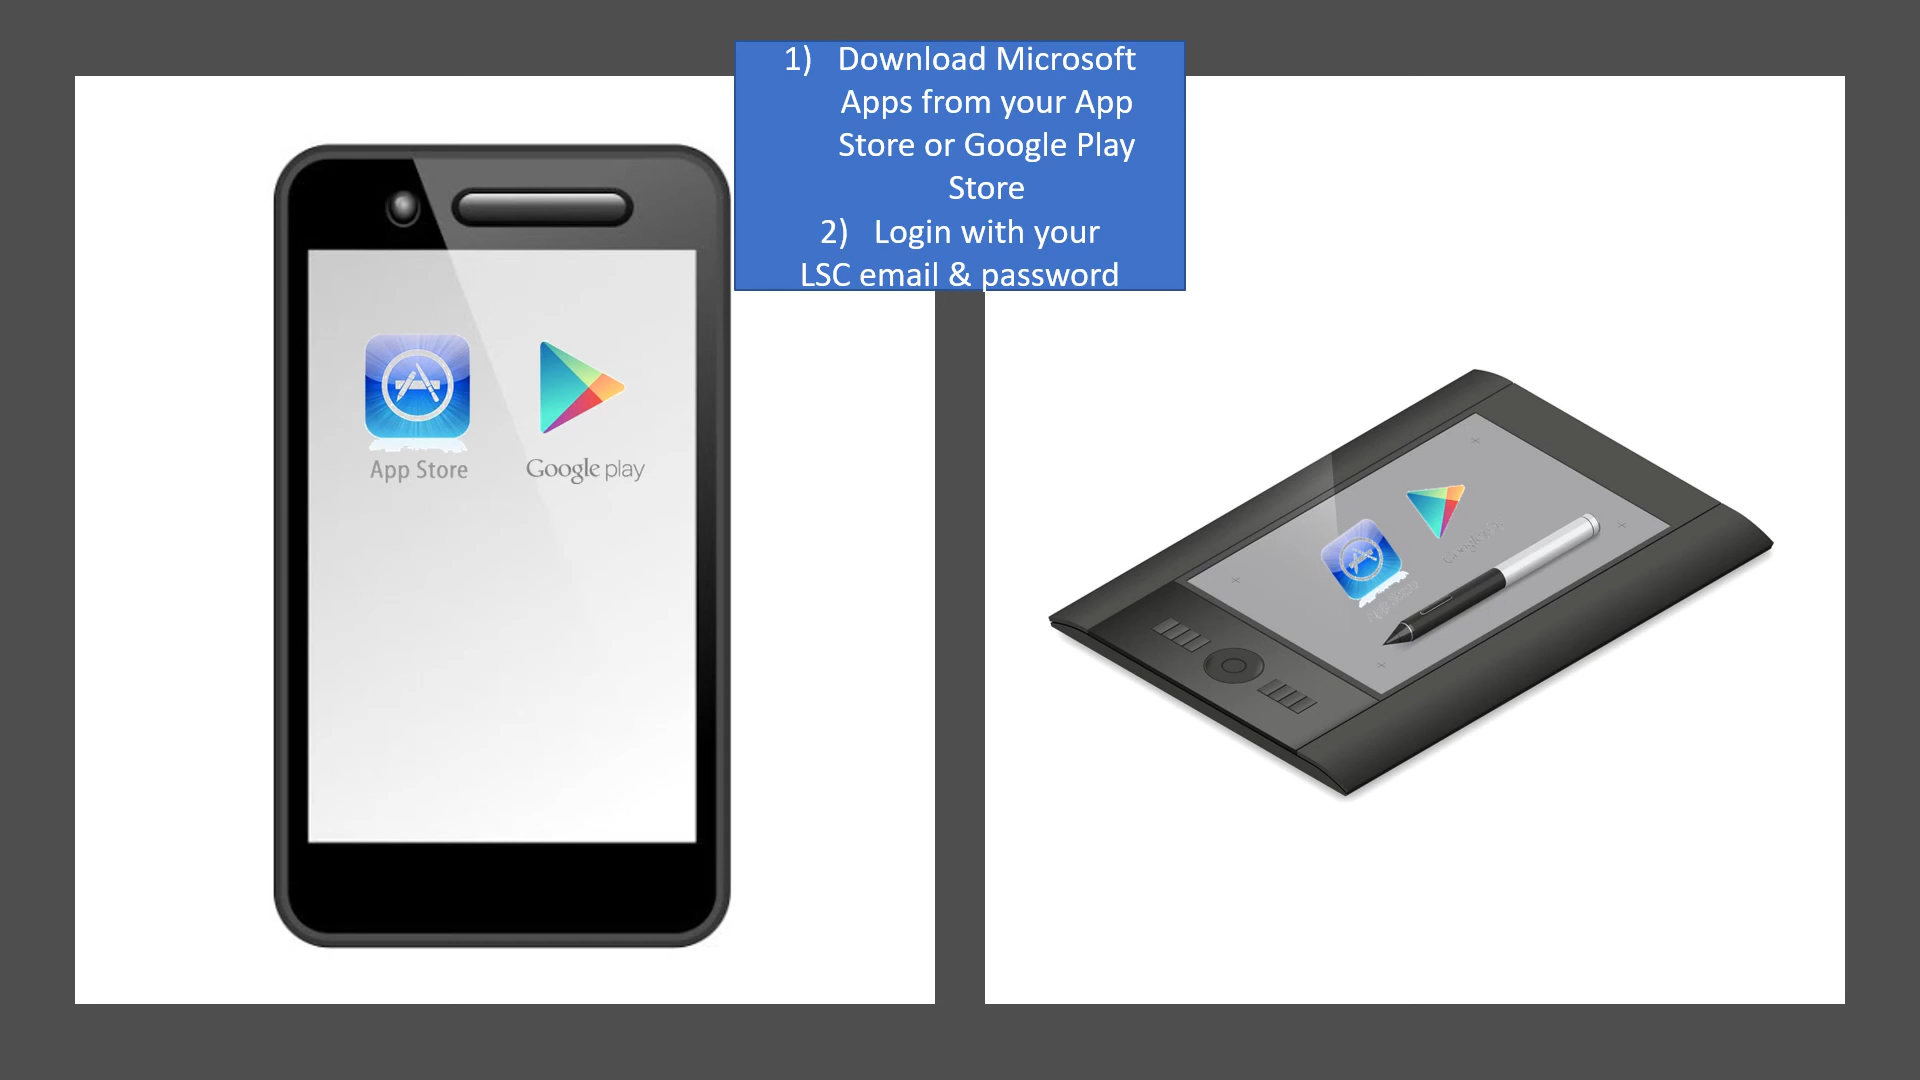 1) Download Microsoft
Apps from your App
Store or Google Play
Store
2) Login with your
LSC email & password
App Store
Google play